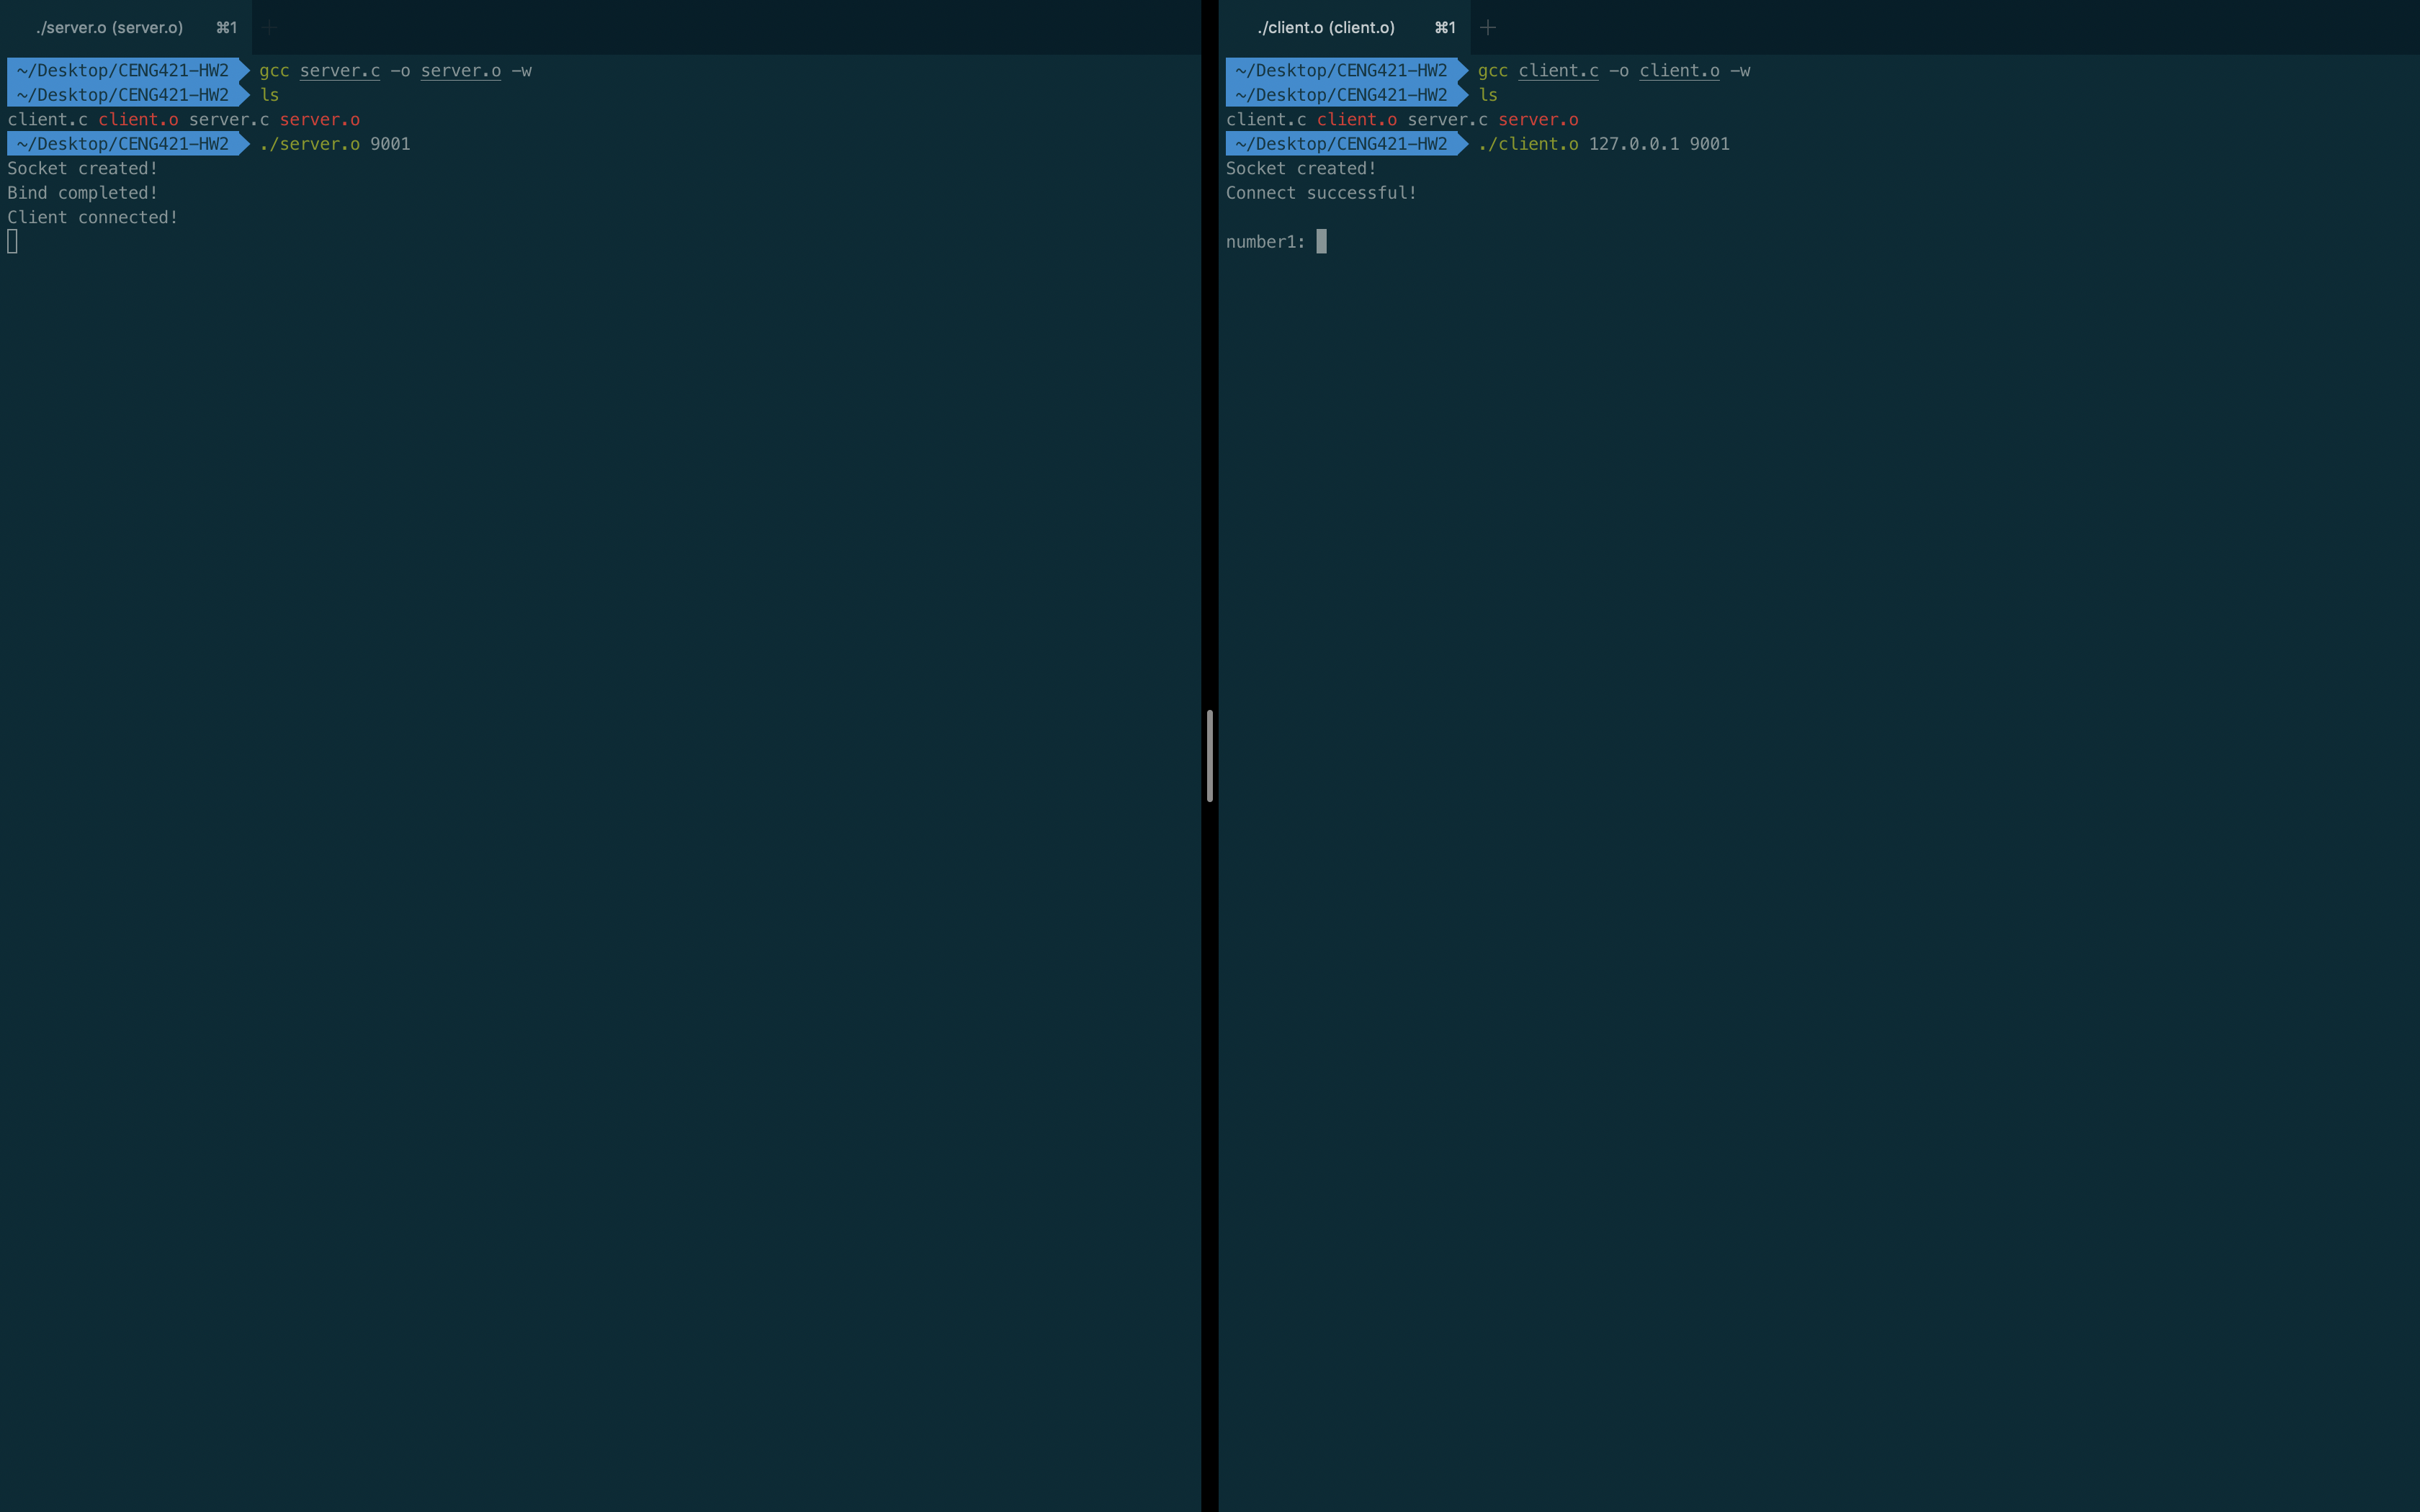 ./server.o (server.o) ⌘1
~/Desktop/CENG421-HW2 gcc server.c -o server.o -w
~/Desktop/CENG421-HW2 ls
client.c client.o server.c server.o
~/Desktop/CENG421-HW2 ./server.o 9001
Socket created!
Bind completed!
Client connected!
./client.o (client.o) ⌘1
~/Desktop/CENG421-HW2 gcc client.c -o client.o -w
~/Desktop/CENG421-HW2 ls
client.c client.o server.c server.o
~/Desktop/CENG421-HW2 ./client.o 127.0.0.1 9001
Socket created!
Connect successful!
number1: